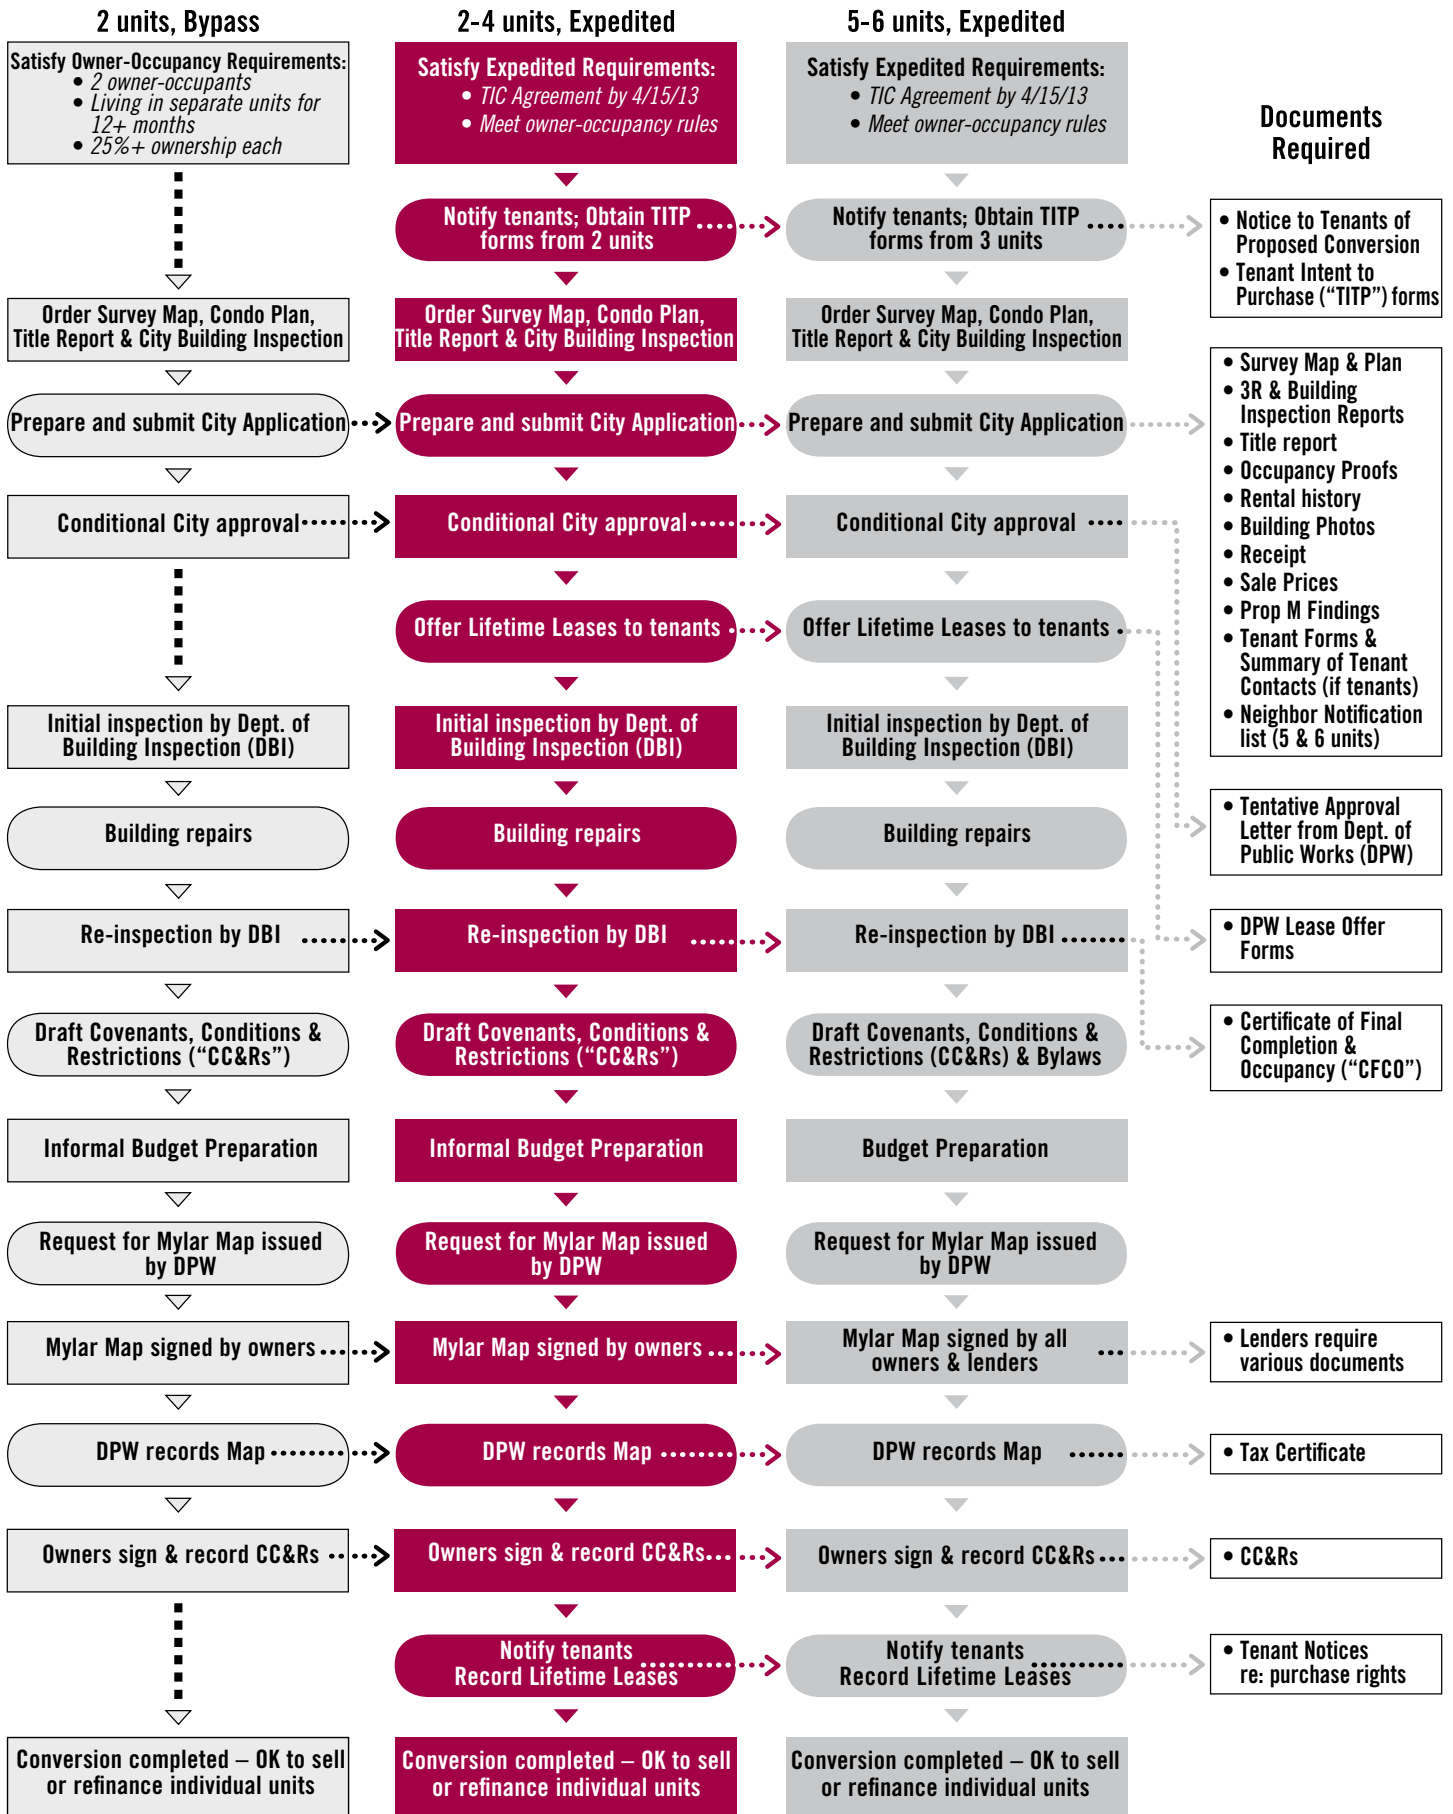 2 units, Bypass
Satisfy Owner-Occupancy Requirements:
• 2 owner-occupants
• Living in separate units for
12+ months
• 25%+ ownership each
Order Survey Map, Condo Plan,
Title Report & City Building Inspection
Prepare and submit City Application
Conditional City approval
Initial inspection by Dept. of
Building Inspection (DBI)
Building repairs
Re-inspection by DBI
Draft Covenants, Conditions &
Restrictions (“CC&Rs”)
Informal Budget Preparation
Request for Mylar Map issued
by DPW
Mylar Map signed by owners
DPW records Map
Owners sign & record CC&Rs
Conversion completed – OK to sell
or refinance individual units
2-4 units, Expedited
Satisfy Expedited Requirements:
• TIC Agreement by 4/15/13
• Meet owner-occupancy rules
Notify tenants; Obtain TITP
forms from 2 units
Order Survey Map, Condo Plan,
Title Report & City Building Inspection
Prepare and submit City Application
Conditional City approval
Offer Lifetime Leases to tenants
Initial inspection by Dept. of
Building Inspection (DBI)
Building repairs
Re-inspection by DBI
Draft Covenants, Conditions &
Restrictions (“CC&Rs”)
Informal Budget Preparation
Request for Mylar Map issued
by DPW
Mylar Map signed by owners
DPW records Map
Owners sign & record CC&Rs
Notify tenants
Record Lifetime Leases
Conversion completed – OK to sell
or refinance individual units
5-6 units, Expedited
Satisfy Expedited Requirements:
• TIC Agreement by 4/15/13
• Meet owner-occupancy rules
Notify tenants; Obtain TITP
forms from 3 units
Order Survey Map, Condo Plan,
Title Report & City Building Inspection
Prepare and submit City Application
Conditional City approval
Offer Lifetime Leases to tenants
Initial inspection by Dept. of
Building Inspection (DBI)
Building repairs
Re-inspection by DBI
Draft Covenants, Conditions &
Restrictions (CC&Rs) & Bylaws
Budget Preparation
Request for Mylar Map issued
by DPW
Mylar Map signed by all
owners & lenders
DPW records Map
Owners sign & record CC&Rs
Notify tenants
Record Lifetime Leases
Conversion completed – OK to sell
or refinance individual units
Documents
Required
• Notice to Tenants of
Proposed Conversion
• Tenant Intent to
Purchase (“TITP”) forms
• Survey Map & Plan
• 3R & Building
Inspection Reports
• Title report
• Occupancy Proofs
• Rental history
• Building Photos
• Receipt
• Sale Prices
• Prop M Findings
• Tenant Forms &
Summary of Tenant
Contacts (if tenants)
• Neighbor Notification
list (5 & 6 units)
• Tentative Approval
Letter from Dept. of
Public Works (DPW)
• DPW Lease Offer
Forms
• Certificate of Final
Completion &
Occupancy (“CFCO”)
• Lenders require
various documents
• Tax Certificate
• CC&Rs
• Tenant Notices
re: purchase rights